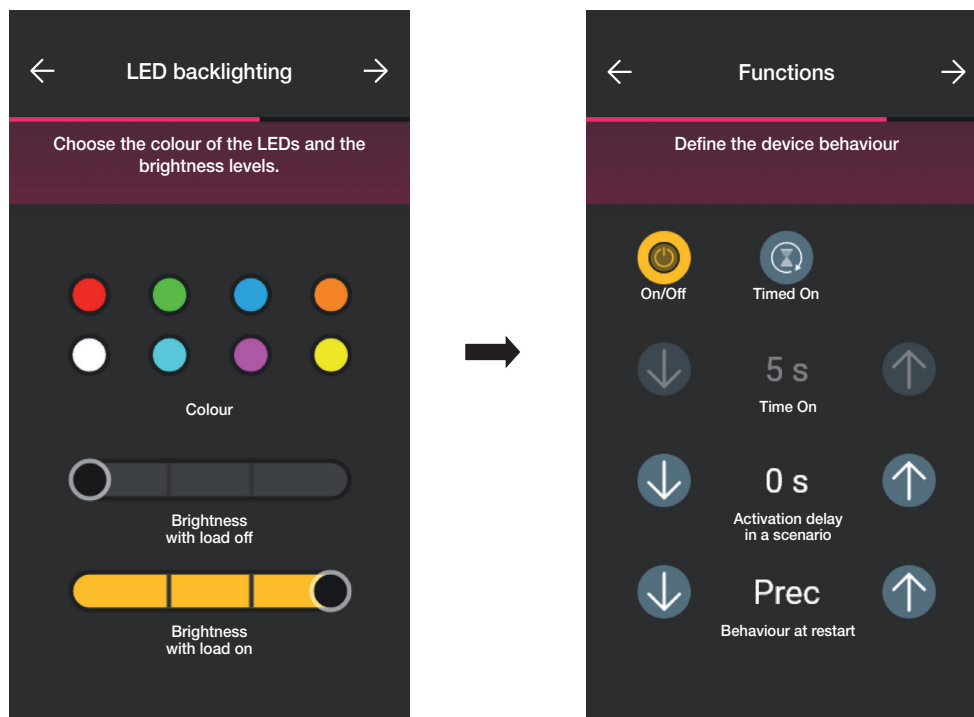 LED backlighting
Choose the colour of the LEDs and the
brightness levels.
Colour
Brightness
with load off
Brightness
with load on
Functions
Define the device behaviour
On/Off
Timed On
5 s
Time On
0 s
Activation delay
in a scenario
Prec
Behaviour at restart